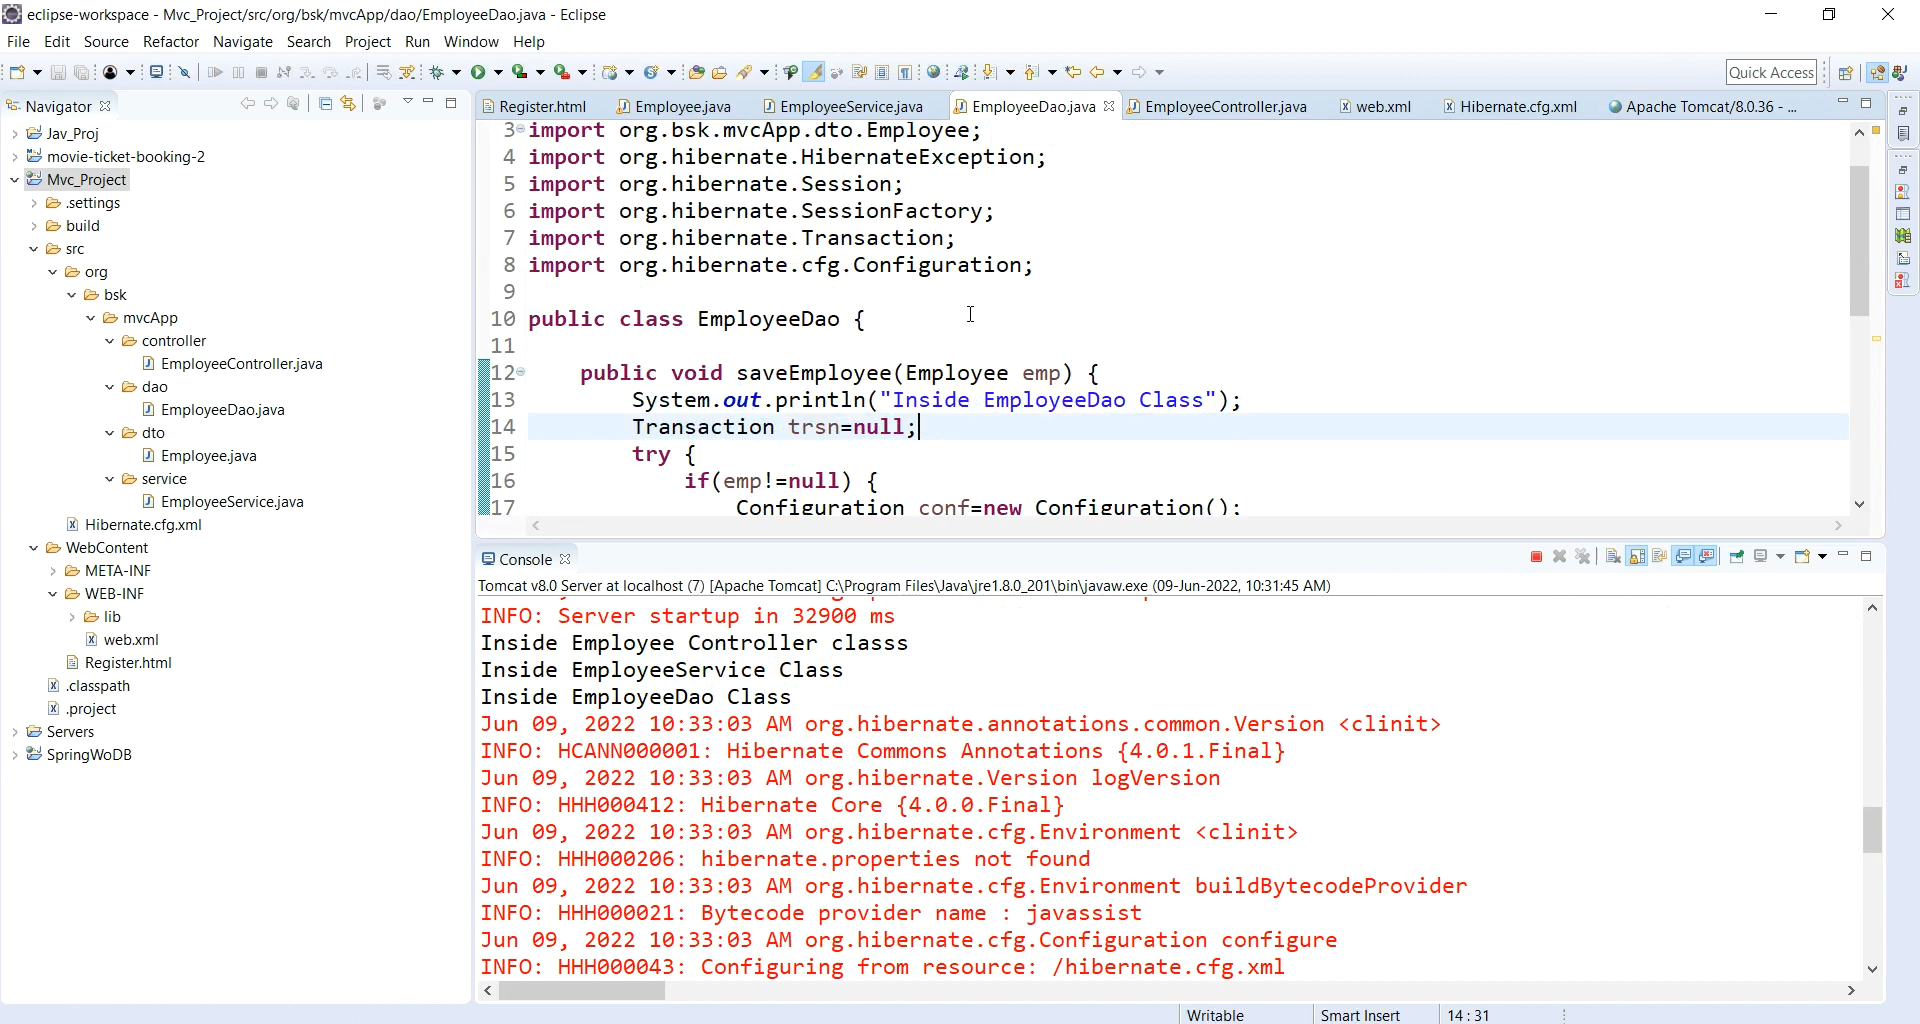 eclipse-workspace - Mvc_Project/src/org/bsk/mvcApp/dao/EmployeeDao.java - Eclipse
File Edit Source Refactor Navigate Search Project Run Window Help
Quick Access
Navigator
Register.html Employee.java EmployeeService.java EmployeeDao.java EmployeeController.java web.xml Hibernate.cfg.xml Apache Tomcat/8.0.36 - ...
Jav_Proj
movie-ticket-booking-2
Mvc_Project
.settings
build
src
org
bsk
mvcApp
controller
EmployeeController.java
dao
EmployeeDao.java
dto
Employee.java
service
EmployeeService.java
Hibernate.cfg.xml
WebContent
META-INF
WEB-INF
lib
web.xml
Register.html
.classpath
.project
Servers
SpringWoDB
3 import org.bsk.mvcApp.dto.Employee;
4 import org.hibernate.HibernateException;
5 import org.hibernate.Session;
6 import org.hibernate.SessionFactory;
7 import org.hibernate.Transaction;
8 import org.hibernate.cfg.Configuration;
9
10 public class EmployeeDao {
11
12 public void saveEmployee(Employee emp) {
13 System.out.println("Inside EmployeeDao Class");
14 Transaction trsn=null;
15 try {
16 if(emp!=null) {
17 Configuration conf=new Configuration();
Console
Tomcat v8.0 Server at localhost (7) [Apache Tomcat] C:\Program Files\Java\jre1.8.0_201\bin\javaw.exe (09-Jun-2022, 10:31:45 AM)
INFO: Server startup in 32900 ms
Inside Employee Controller classs
Inside EmployeeService Class
Inside EmployeeDao Class
Jun 09, 2022 10:33:03 AM org.hibernate.annotations.common.Version <clinit>
INFO: HCANN000001: Hibernate Commons Annotations {4.0.1.Final}
Jun 09, 2022 10:33:03 AM org.hibernate.Version logVersion
INFO: HHH000412: Hibernate Core {4.0.0.Final}
Jun 09, 2022 10:33:03 AM org.hibernate.cfg.Environment <clinit>
INFO: HHH000206: hibernate.properties not found
Jun 09, 2022 10:33:03 AM org.hibernate.cfg.Environment buildBytecodeProvider
INFO: HHH000021: Bytecode provider name : javassist
Jun 09, 2022 10:33:03 AM org.hibernate.cfg.Configuration configure
INFO: HHH000043: Configuring from resource: /hibernate.cfg.xml
Writable Smart Insert 14 : 31